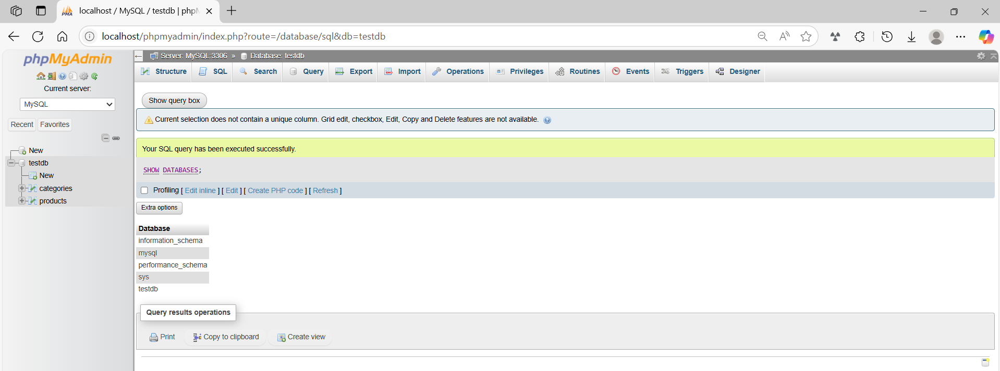 localhost / MySQL / testdb | php
localhost/phpmyadmin/index.php?route=/database/sql&db=testdb
phpMyAdmin
Current server:
MySQL
Recent Favorites
New
testdb
New
categories
products
Server: MySQL:3306 » Database: testdb
Structure SQL Search Query Export Import Operations Privileges Routines Events Triggers Designer
Show query box
Current selection does not contain a unique column. Grid edit, checkbox, Edit, Copy and Delete features are not available.
Your SQL query has been executed successfully.
SHOW DATABASES;
Profiling [ Edit inline ] [ Edit ] [ Create PHP code ] [ Refresh ]
Extra options
Database
information_schema
mysql
performance_schema
sys
testdb
Query results operations
Print Copy to clipboard Create view